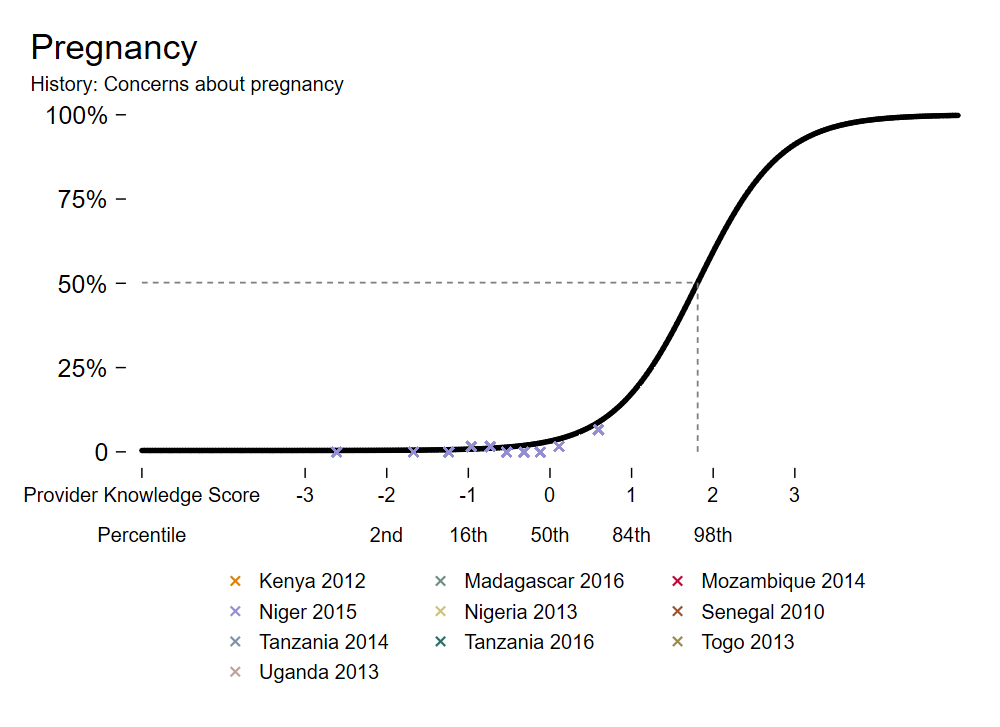 Pregnancy
History: Concerns about pregnancy
100%
75%
50%
25%
0
Provider Knowledge Score -3 -2 -1 0 1 2 3
Percentile 2nd 16th 50th 84th 98th
Kenya 2012 Madagascar 2016 Mozambique 2014
Niger 2015 Nigeria 2013 Senegal 2010
Tanzania 2014 Tanzania 2016 Togo 2013
Uganda 2013